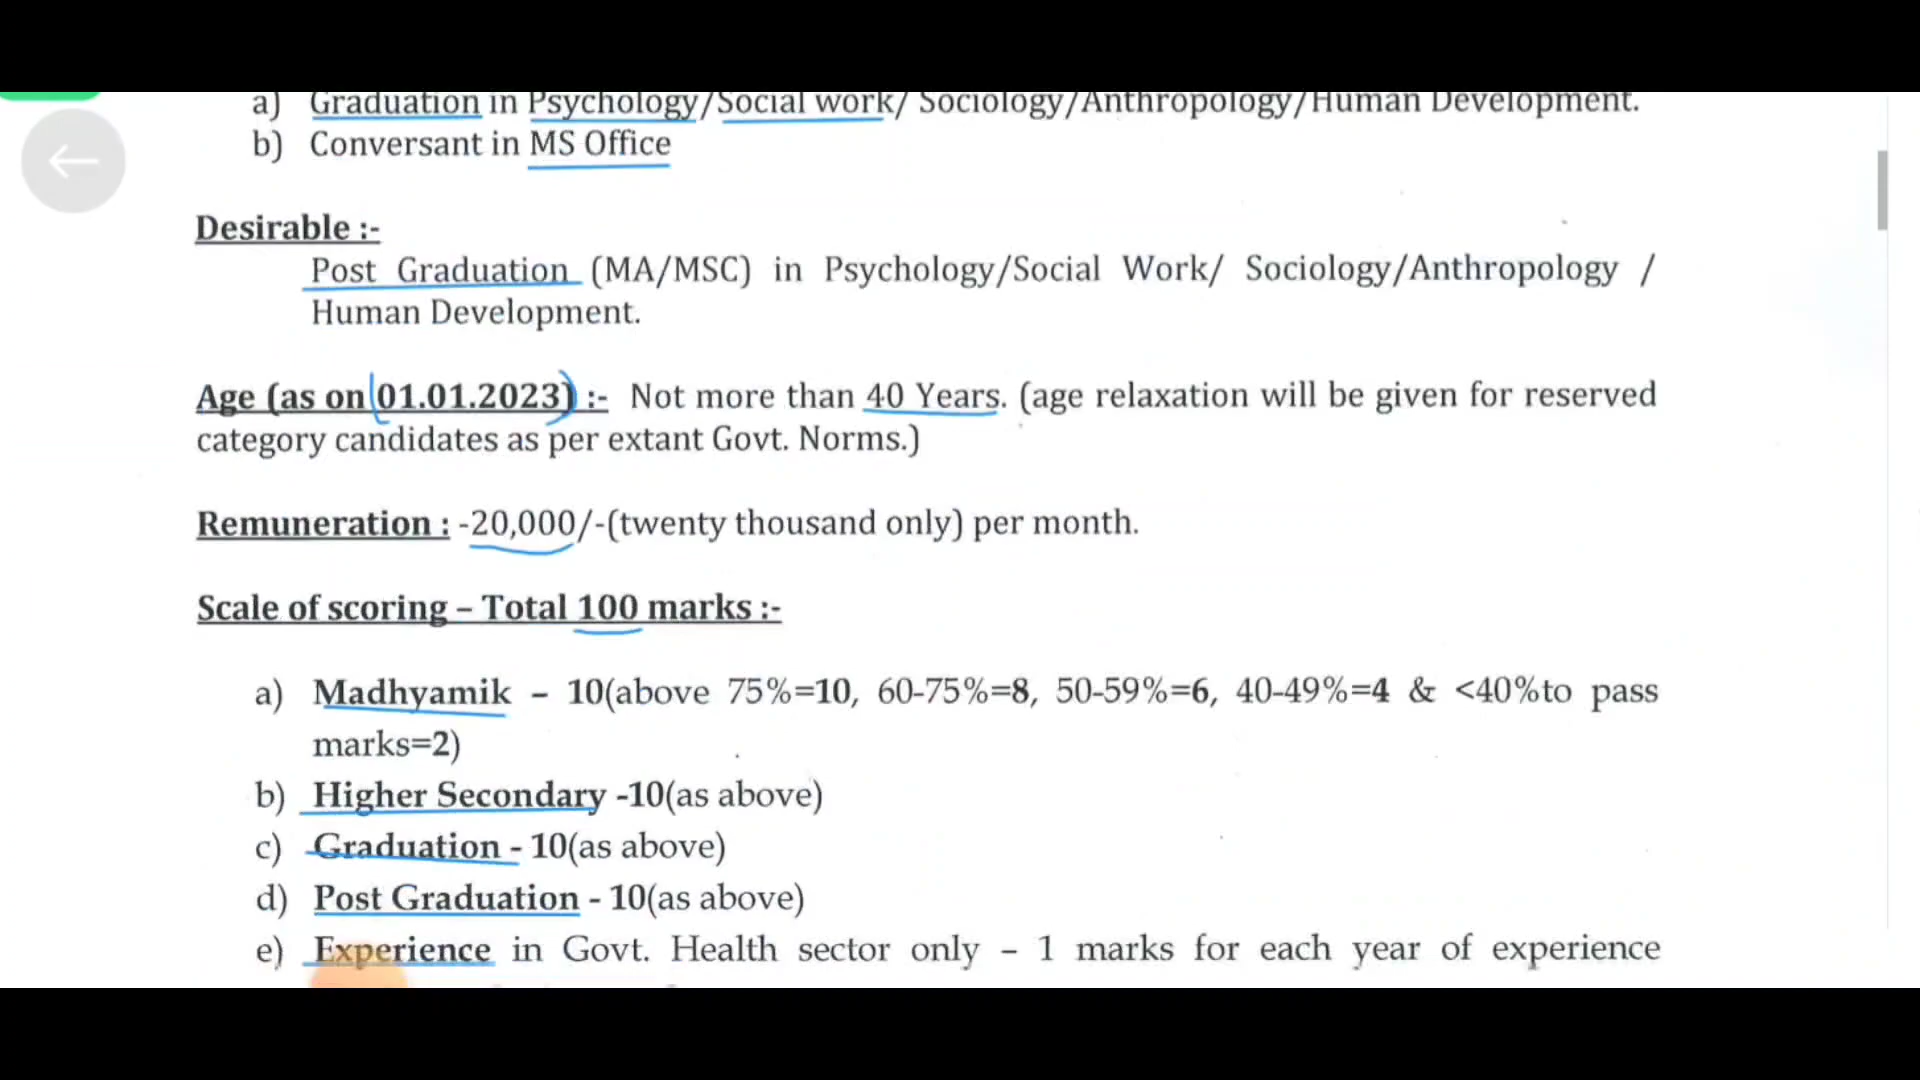 a) Graduation in Psychology/Social work/ Sociology/Anthropology/Human Development.
b) Conversant in MS Office
Desirable :-
Post Graduation (MA/MSC) in Psychology/Social Work/ Sociology/Anthropology /
Human Development.
Age (as on 01.01.2023) :- Not more than 40 Years. (age relaxation will be given for reserved
category candidates as per extant Govt. Norms.)
Remuneration : -20,000/-(twenty thousand only) per month.
Scale of scoring – Total 100 marks :-
a) Madhyamik – 10(above 75%=10, 60-75%=8, 50-59%=6, 40-49%=4 & <40%to pass
marks=2)
b) Higher Secondary -10(as above)
c) Graduation - 10(as above)
d) Post Graduation - 10(as above)
e) Experience in Govt. Health sector only – 1 marks for each year of experience